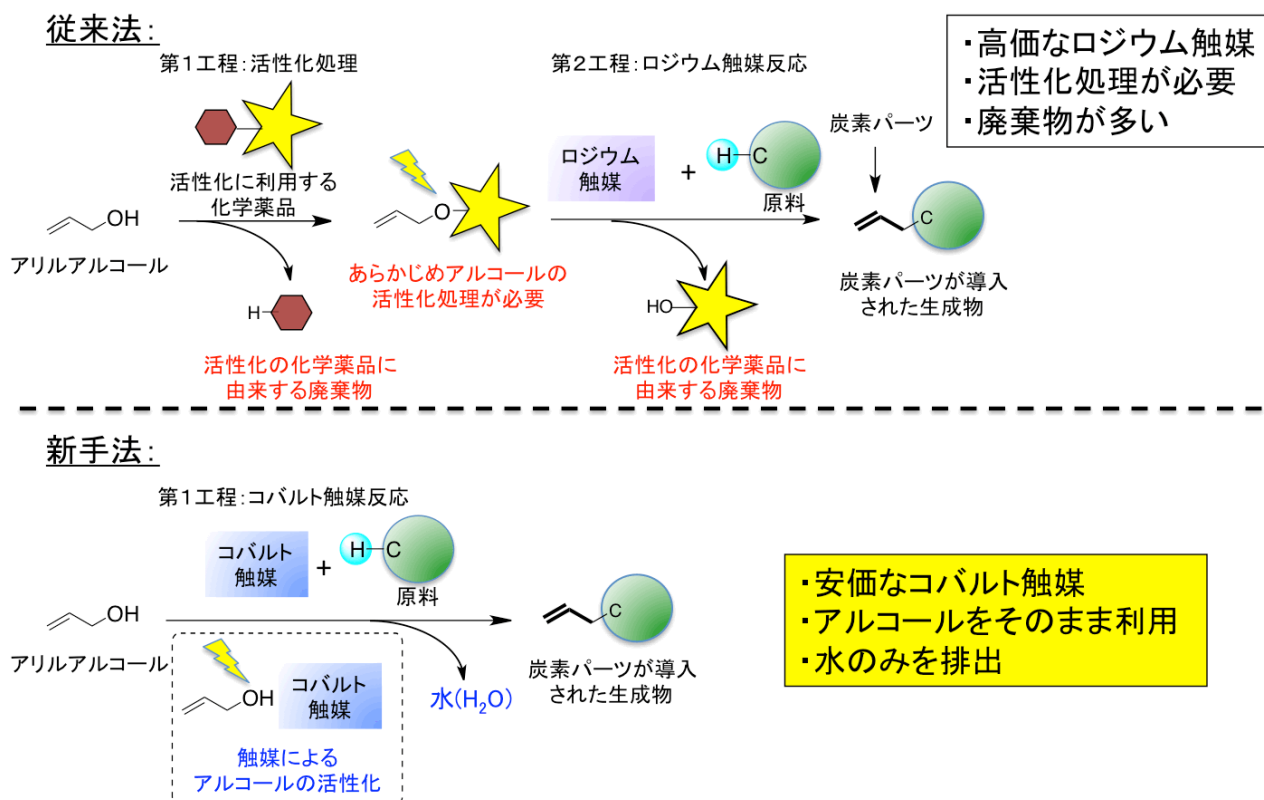 従来法：
・高価なロジウム触媒
・活性化処理が必要
・廃棄物が多い
第１工程：活性化処理
第２工程：ロジウム触媒反応
活性化に利用する
化学薬品
OH
アリルアルコール
H
活性化の化学薬品に
由来する廃棄物
O
あらかじめアルコールの
活性化処理が必要
ロジウム
触媒
+
H C
原料
HO
活性化の化学薬品に
由来する廃棄物
炭素パーツ
C
炭素パーツが導入
された生成物
新手法：
第１工程：コバルト触媒反応
コバルト
触媒
+
H C
原料
OH
アリルアルコール
OH
コバルト
触媒
触媒による
アルコールの活性化
水(H₂O)
C
炭素パーツが導入
された生成物
・安価なコバルト触媒
・アルコールをそのまま利用
・水のみを排出